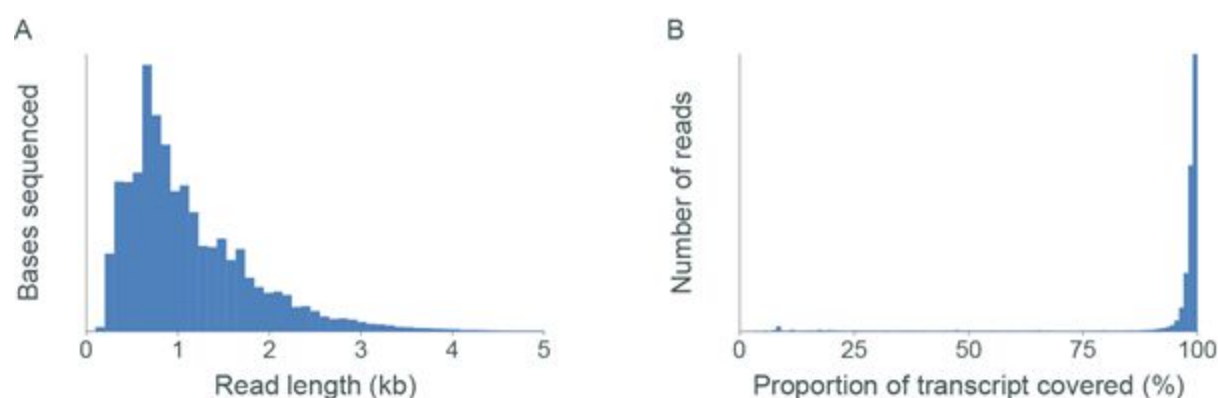 A
Bases sequenced
0 1 2 3 4 5
Read length (kb)
B
Number of reads
0 25 50 75 100
Proportion of transcript covered (%)